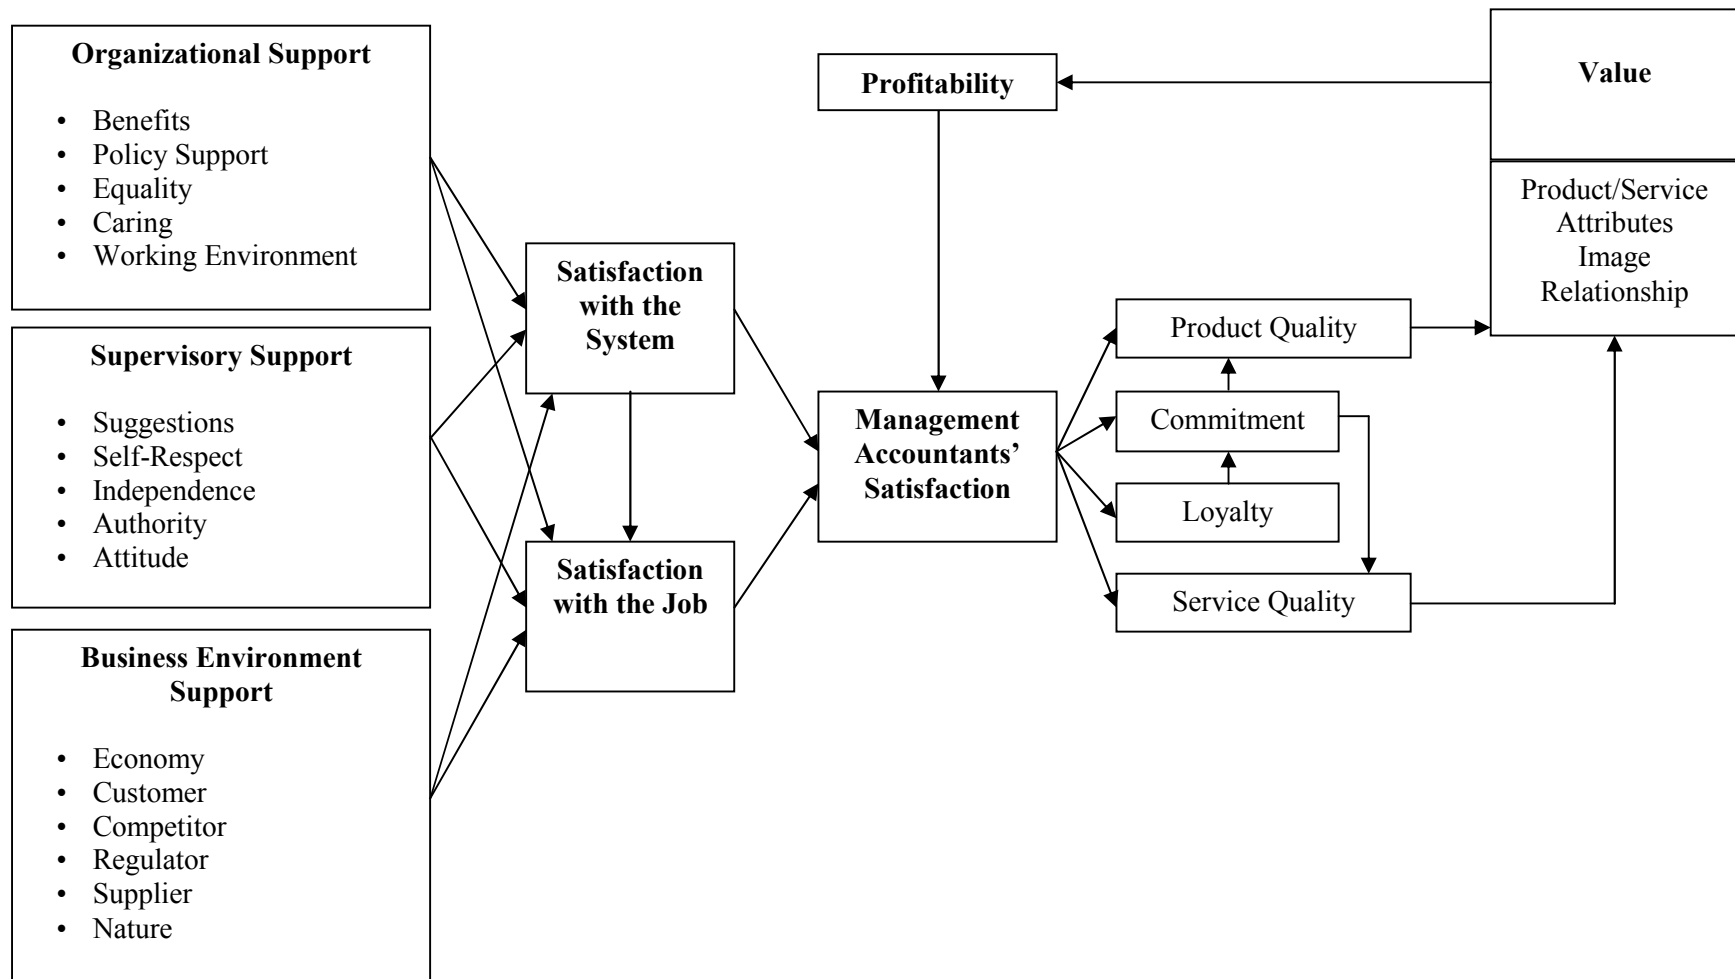 Organizational Support
• Benefits
• Policy Support
• Equality
• Caring
• Working Environment
Supervisory Support
• Suggestions
• Self-Respect
• Independence
• Authority
• Attitude
Business Environment
Support
• Economy
• Customer
• Competitor
• Regulator
• Supplier
• Nature
Satisfaction
with the
System
Satisfaction
with the Job
Profitability
Management
Accountants’
Satisfaction
Product Quality
Commitment
Loyalty
Service Quality
Value
Product/Service
Attributes
Image
Relationship